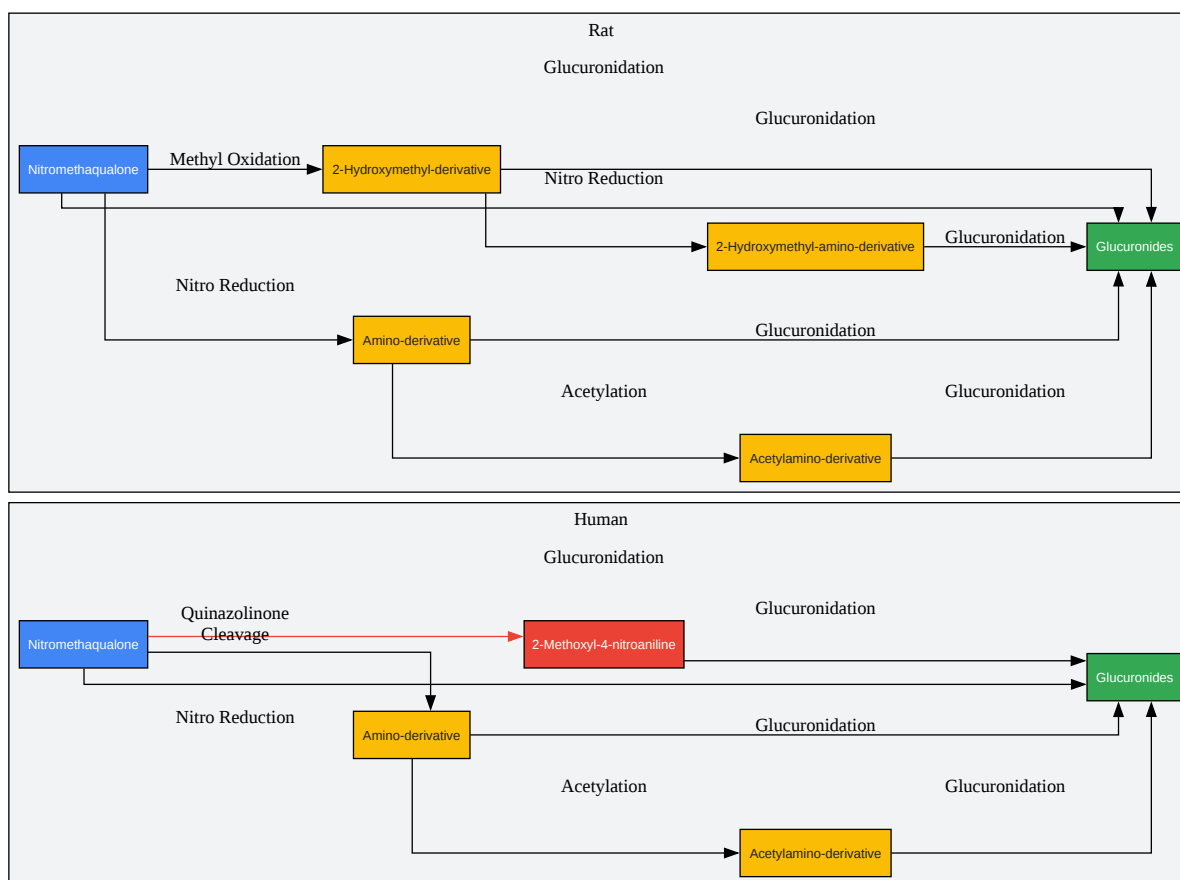 Rat
Glucuronidation
Glucuronidation
Methyl Oxidation
Nitromethaqualone
2-Hydroxymethyl-derivative
Nitro Reduction
2-Hydroxymethyl-amino-derivative
Glucuronidation
Glucuronides
Nitro Reduction
Amino-derivative
Glucuronidation
Acetylation
Glucuronidation
Acetylamino-derivative
Human
Glucuronidation
Quinazolinone
Cleavage
Glucuronidation
Nitromethaqualone
2-Methoxyl-4-nitroaniline
Glucuronides
Nitro Reduction
Amino-derivative
Glucuronidation
Acetylation
Glucuronidation
Acetylamino-derivative